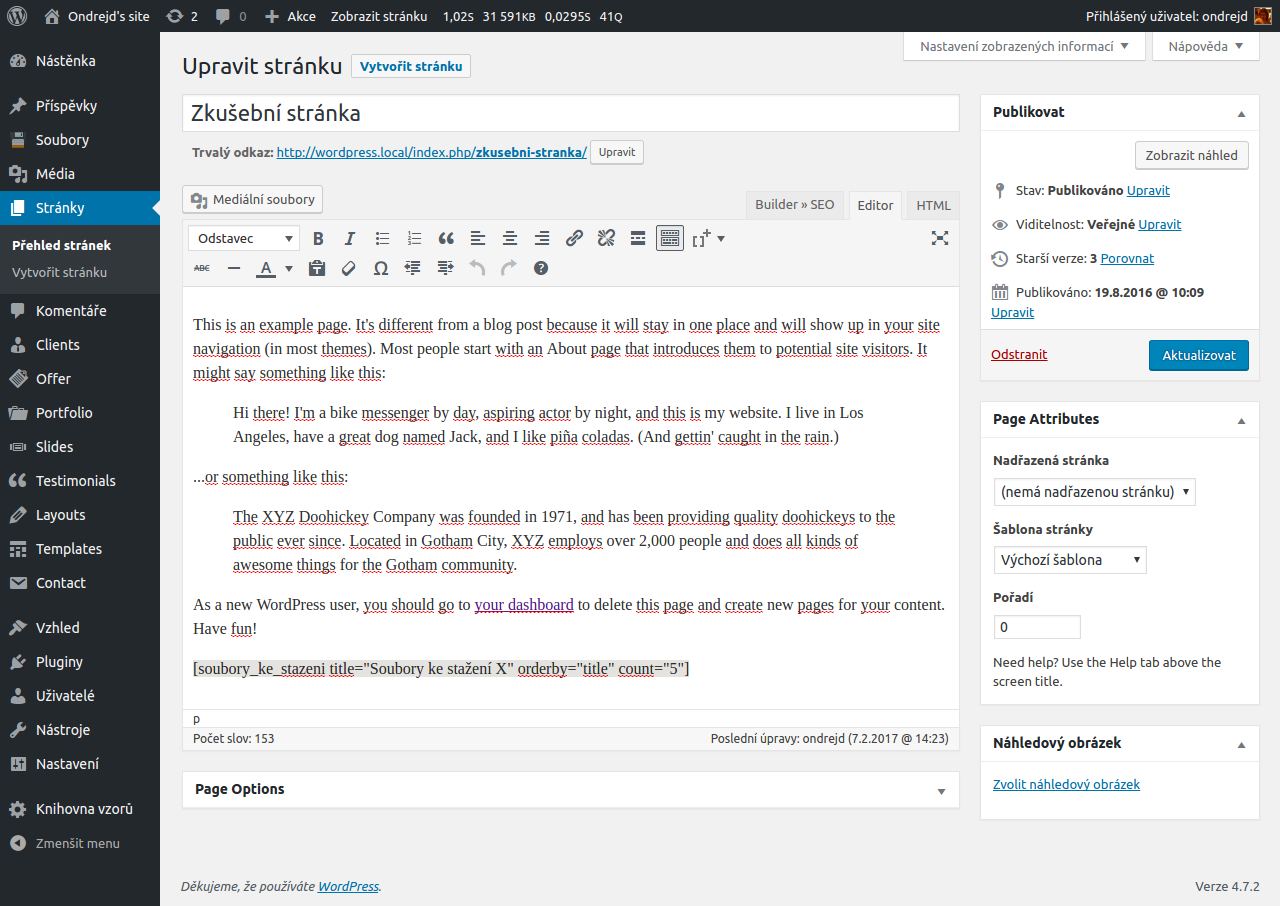 Ondrejd's site 2 0 Akce Zobrazit stránku 1,02S 31 591KB 0,0295S 41Q Přihlášený uživatel: ondrejd
Nastavení zobrazených informací Nápověda
Nástěnka
Příspěvky
Soubory
Média
Stránky
Přehled stránek
Vytvořit stránku
Komentáře
Clients
Offer
Portfolio
Slides
Testimonials
Layouts
Templates
Contact
Vzhled
Pluginy
Uživatelé
Nástroje
Nastavení
Knihovna vzorů
Zmenšit menu
Upravit stránku Vytvořit stránku
Zkušební stránka
Trvalý odkaz: http://wordpress.local/index.php/zkusebni-stranka/ Upravit
Mediální soubory Builder » SEO Editor HTML
Odstavec B I
ABC A
This is an example page. It's different from a blog post because it will stay in one place and will show up in your site
navigation (in most themes). Most people start with an About page that introduces them to potential site visitors. It
might say something like this:
Hi there! I'm a bike messenger by day, aspiring actor by night, and this is my website. I live in Los
Angeles, have a great dog named Jack, and I like piña coladas. (And gettin' caught in the rain.)
...or something like this:
The XYZ Doohickey Company was founded in 1971, and has been providing quality doohickeys to the
public ever since. Located in Gotham City, XYZ employs over 2,000 people and does all kinds of
awesome things for the Gotham community.
As a new WordPress user, you should go to your dashboard to delete this page and create new pages for your content.
Have fun!
[soubory_ke_stazeni title="Soubory ke stažení X" orderby="title" count="5"]
p
Počet slov: 153 Poslední úpravy: ondrejd (7.2.2017 @ 14:23)
Page Options
Publikovat
Zobrazit náhled
Stav: Publikováno Upravit
Viditelnost: Veřejné Upravit
Starší verze: 3 Porovnat
Publikováno: 19.8.2016 @ 10:09
Upravit
Odstranit Aktualizovat
Page Attributes
Nadřazená stránka
(nemá nadřazenou stránku)
Šablona stránky
Výchozí šablona
Pořadí
0
Need help? Use the Help tab above the
screen title.
Náhledový obrázek
Zvolit náhledový obrázek
Děkujeme, že používáte WordPress. Verze 4.7.2